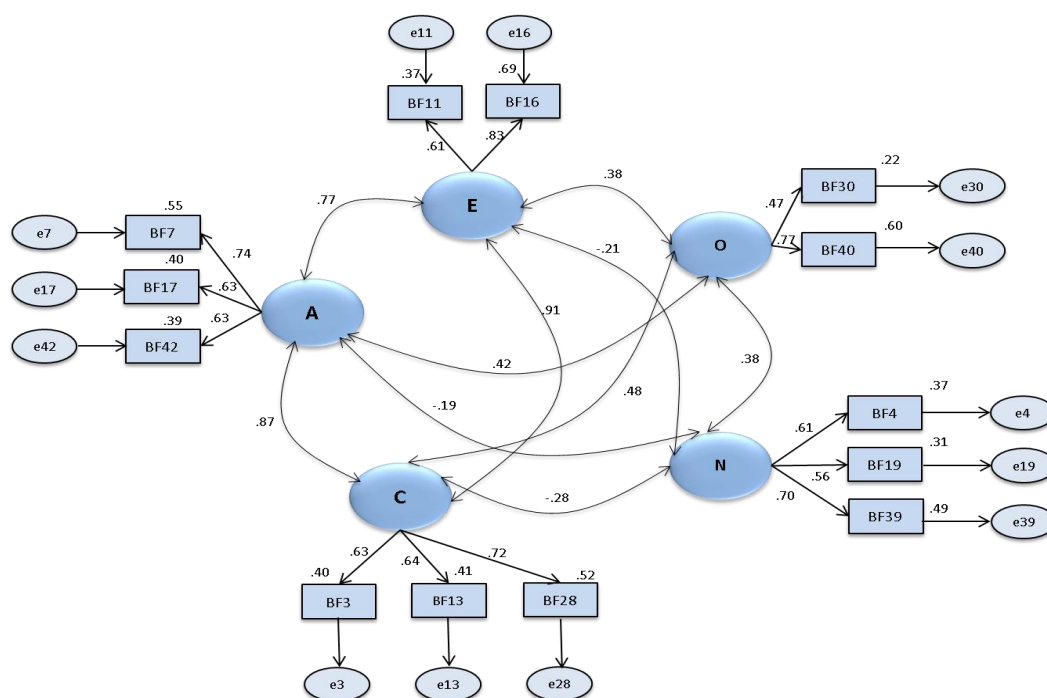 e11
e16
.37
.69
BF11
BF16
.61
.83
E
.77
.38
-.21
.22
BF30
e30
.47
O
.77
.60
BF40
e40
.55
e7
BF7
.74
.40
e17
BF17
.63
.39
.63
e42
BF42
A
.91
.42
.48
.38
-.19
.87
.37
BF4
e4
.61
.31
N
BF19
e19
.56
.70
.49
BF39
e39
C
-.28
.63
.64
.72
.40
.41
.52
BF3
BF13
BF28
e3
e13
e28